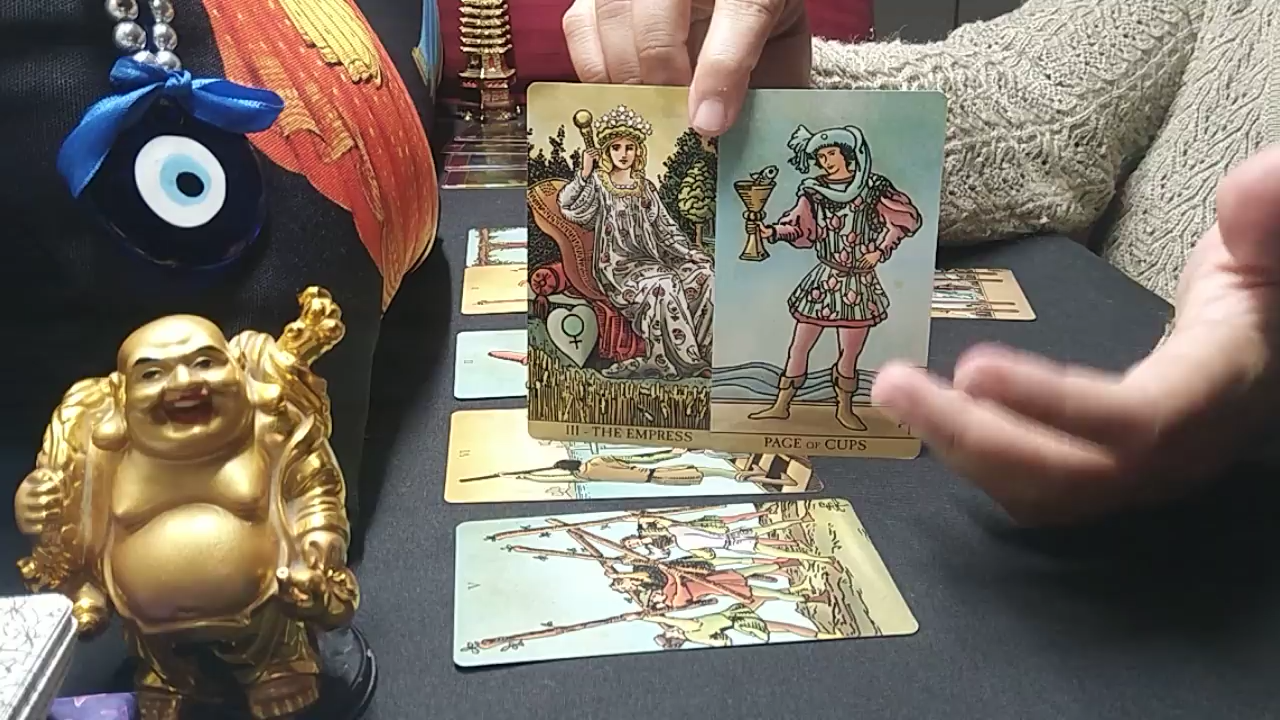 III - THE EMPRESS
PAGE OF CUPS
V